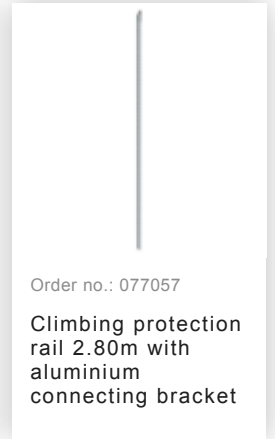 Order no.: 077057
Climbing protection
rail 2.80m with
aluminium
connecting bracket